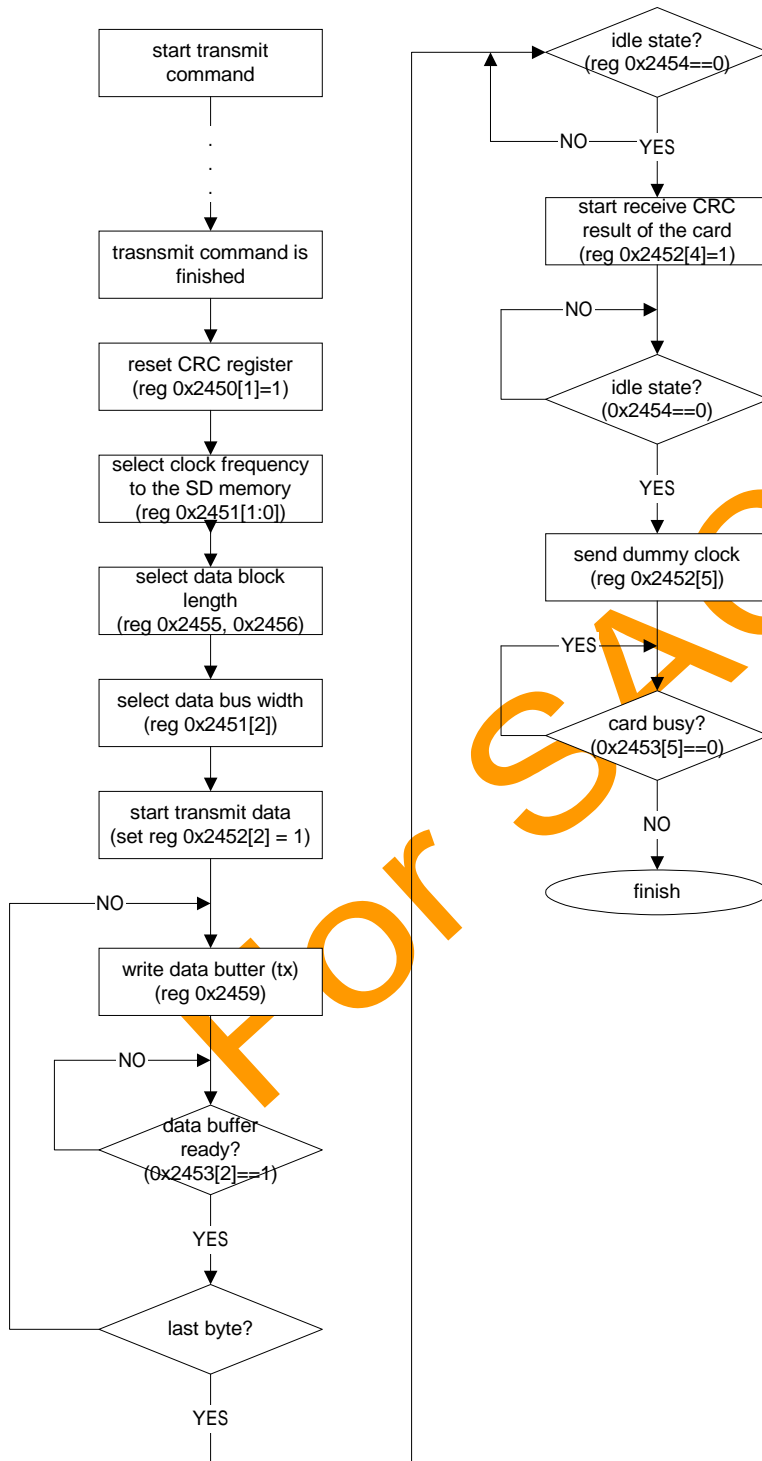 start transmit
command
.
.
.
trasnsmit command is
finished
reset CRC register
(reg 0x2450[1]=1)
select clock frequency
to the SD memory
(reg 0x2451[1:0])
select data block
length
(reg 0x2455, 0x2456)
select data bus width
(reg 0x2451[2])
start transmit data
(set reg 0x2452[2] = 1)
NO
write data butter (tx)
(reg 0x2459)
NO
data buffer
ready?
(0x2453[2]==1)
YES
last byte?
YES
idle state?
(reg 0x2454==0)
NO
YES
start receive CRC
result of the card
(reg 0x2452[4]=1)
NO
idle state?
(0x2454==0)
YES
send dummy clock
(reg 0x2452[5])
YES
card busy?
(0x2453[5]==0)
NO
finish
For SA